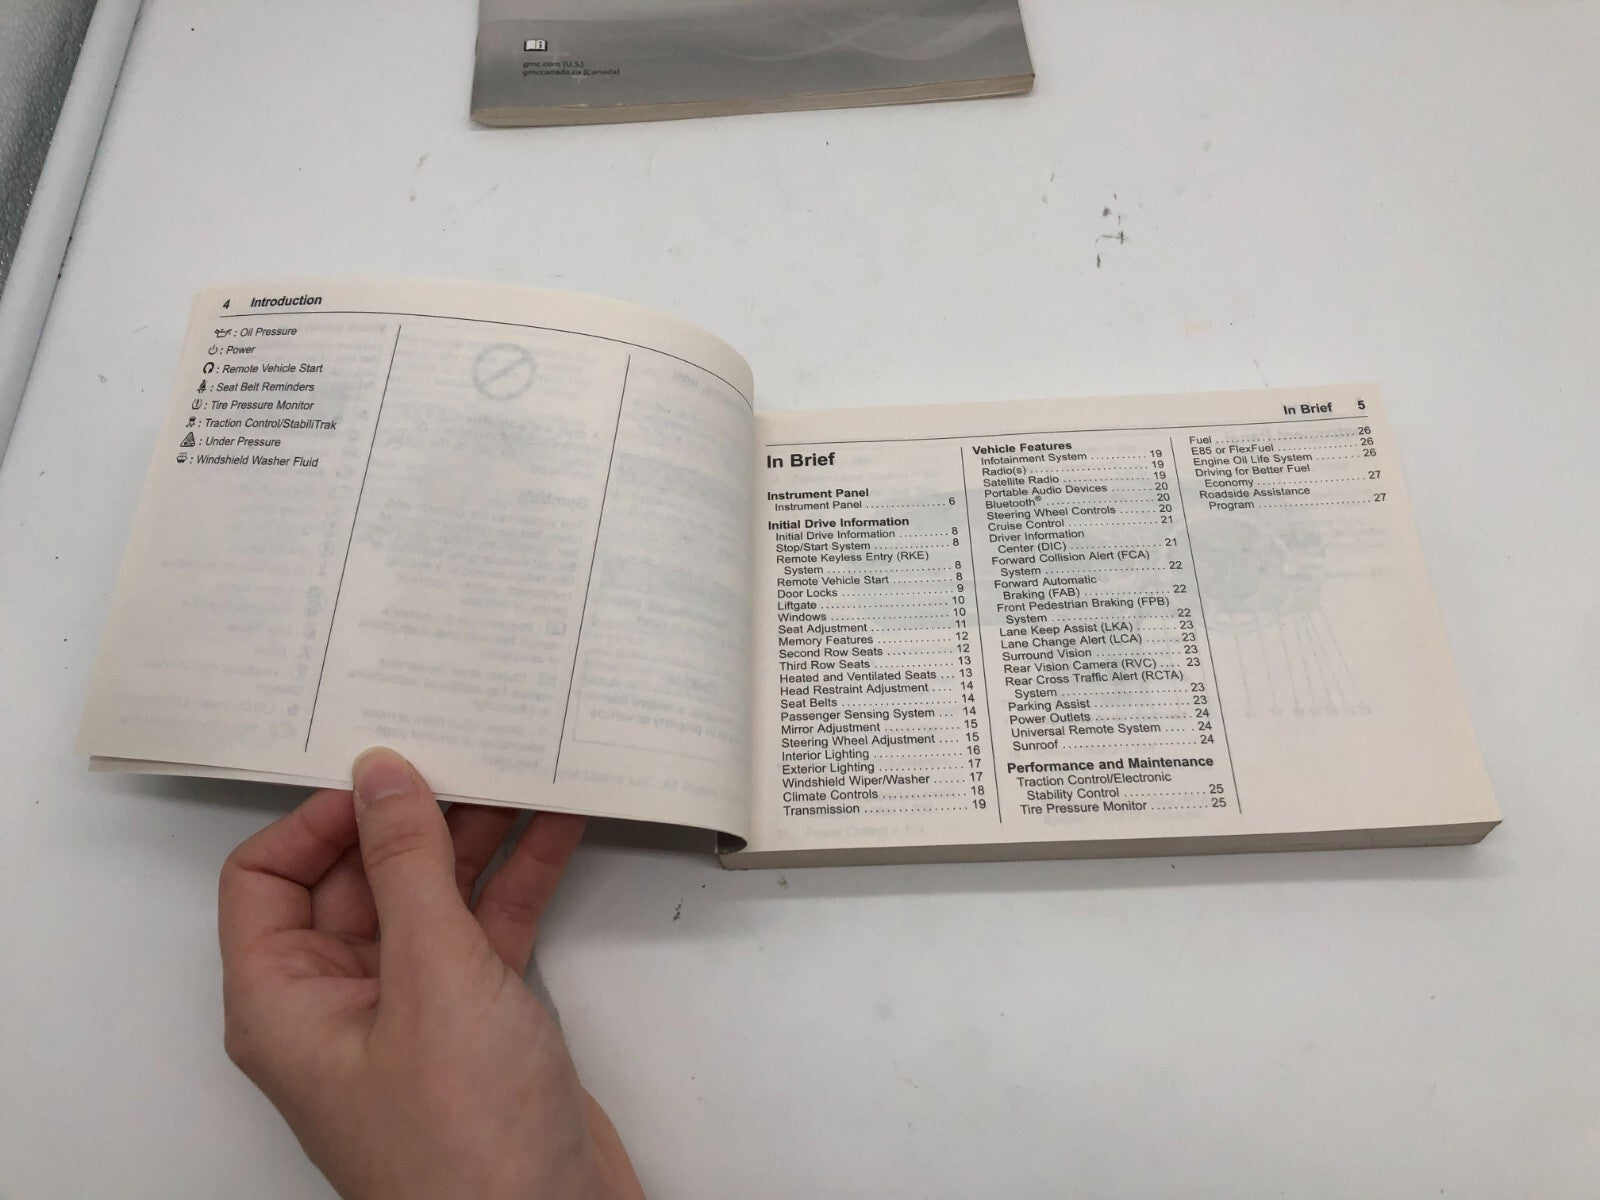 gmc.com (U.S.)
gmccanada.ca (Canada)
4 Introduction
: Oil Pressure
: Power
: Remote Vehicle Start
: Seat Belt Reminders
: Tire Pressure Monitor
: Traction Control/StabiliTrak
: Under Pressure
: Windshield Washer Fluid
In Brief 5
In Brief
Instrument Panel
Instrument Panel .............. 6
Initial Drive Information
Initial Drive Information .......... 8
Stop/Start System ............... 8
Remote Keyless Entry (RKE)
System ........................ 8
Remote Vehicle Start ........... 8
Door Locks ..................... 9
Liftgate ........................ 10
Windows ....................... 10
Seat Adjustment ............... 11
Memory Features .............. 12
Second Row Seats ............. 12
Third Row Seats ............... 13
Heated and Ventilated Seats ... 13
Head Restraint Adjustment .... 14
Seat Belts ...................... 14
Passenger Sensing System ... 14
Mirror Adjustment .............. 15
Steering Wheel Adjustment .... 15
Interior Lighting ................ 16
Exterior Lighting ............... 17
Windshield Wiper/Washer ...... 17
Climate Controls ............... 18
Transmission ................... 19
Vehicle Features
Infotainment System ........... 19
Radio(s) ........................ 19
Satellite Radio .................. 19
Portable Audio Devices ........ 20
Bluetooth® ..................... 20
Steering Wheel Controls ....... 20
Cruise Control .................. 21
Driver Information
Center (DIC) ................... 21
Forward Collision Alert (FCA)
System ........................ 22
Forward Automatic
Braking (FAB) .................. 22
Front Pedestrian Braking (FPB)
System ........................ 22
Lane Keep Assist (LKA) ........ 23
Lane Change Alert (LCA) ...... 23
Surround Vision ................ 23
Rear Vision Camera (RVC) .... 23
Rear Cross Traffic Alert (RCTA)
System ........................ 23
Parking Assist .................. 23
Power Outlets .................. 24
Universal Remote System ..... 24
Sunroof ........................ 24
Performance and Maintenance
Traction Control/Electronic
Stability Control ................ 25
Tire Pressure Monitor .......... 25
Fuel ............................ 26
E85 or FlexFuel ................. 26
Engine Oil Life System ........ 26
Driving for Better Fuel
Economy ....................... 27
Roadside Assistance
Program ....................... 27